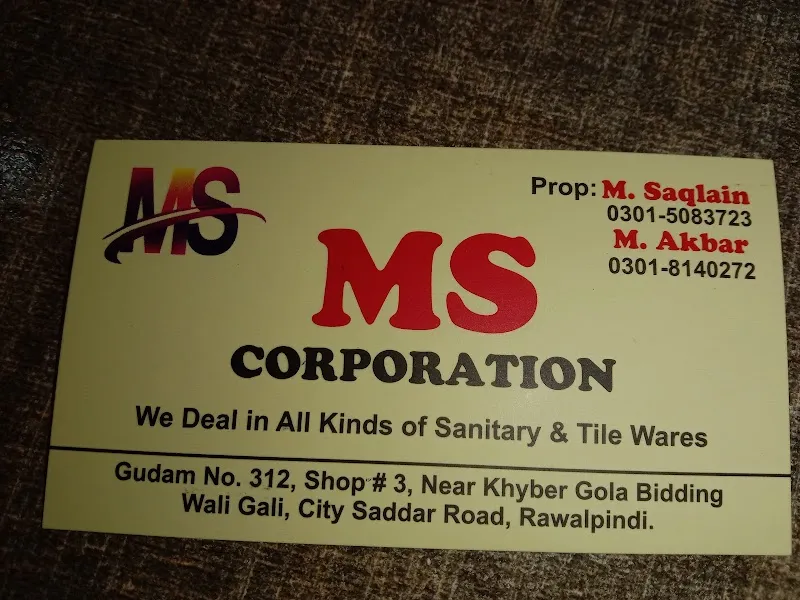 MS
Prop: M. Saqlain
0301-5083723
M. Akbar
0301-8140272
MS
CORPORATION
We Deal in All Kinds of Sanitary & Tile Wares
Gudam No. 312, Shop # 3, Near Khyber Gola Bidding
Wali Gali, City Saddar Road, Rawalpindi.